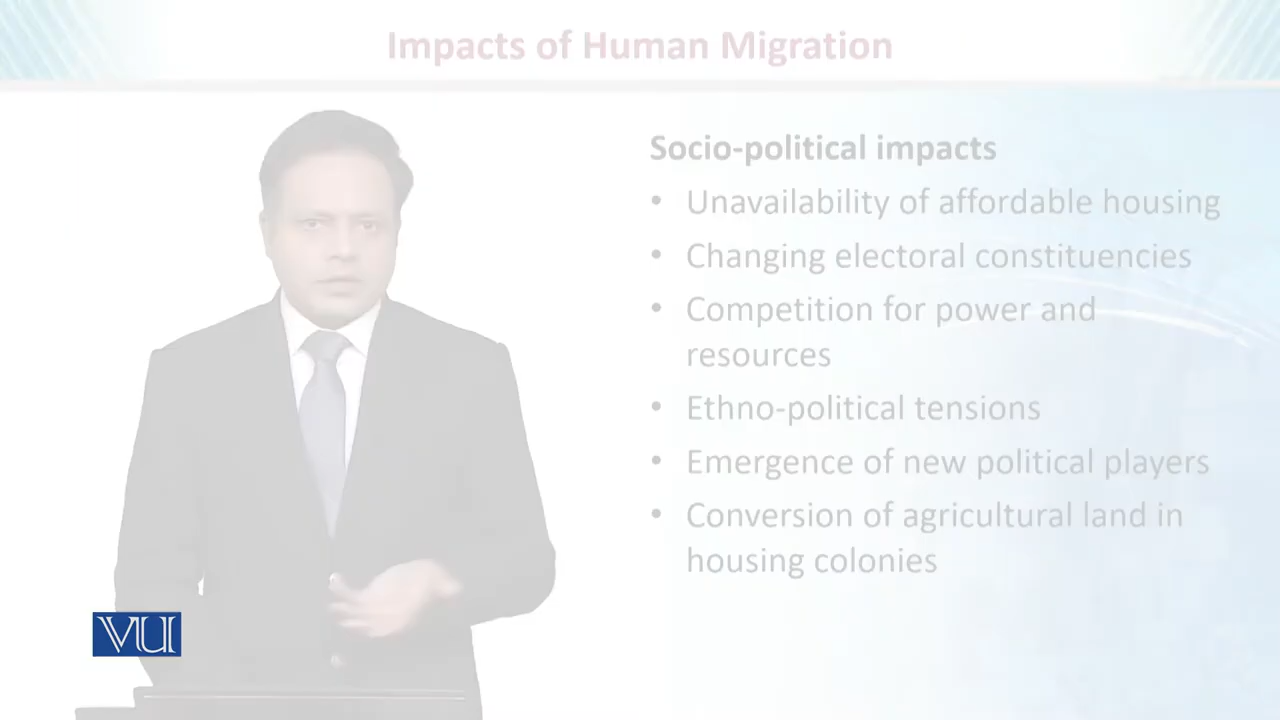 Impacts of Human Migration
Socio-political impacts
• Unavailability of affordable housing
• Changing electoral constituencies
• Competition for power and
resources
• Ethno-political tensions
• Emergence of new political players
• Conversion of agricultural land in
housing colonies
VU